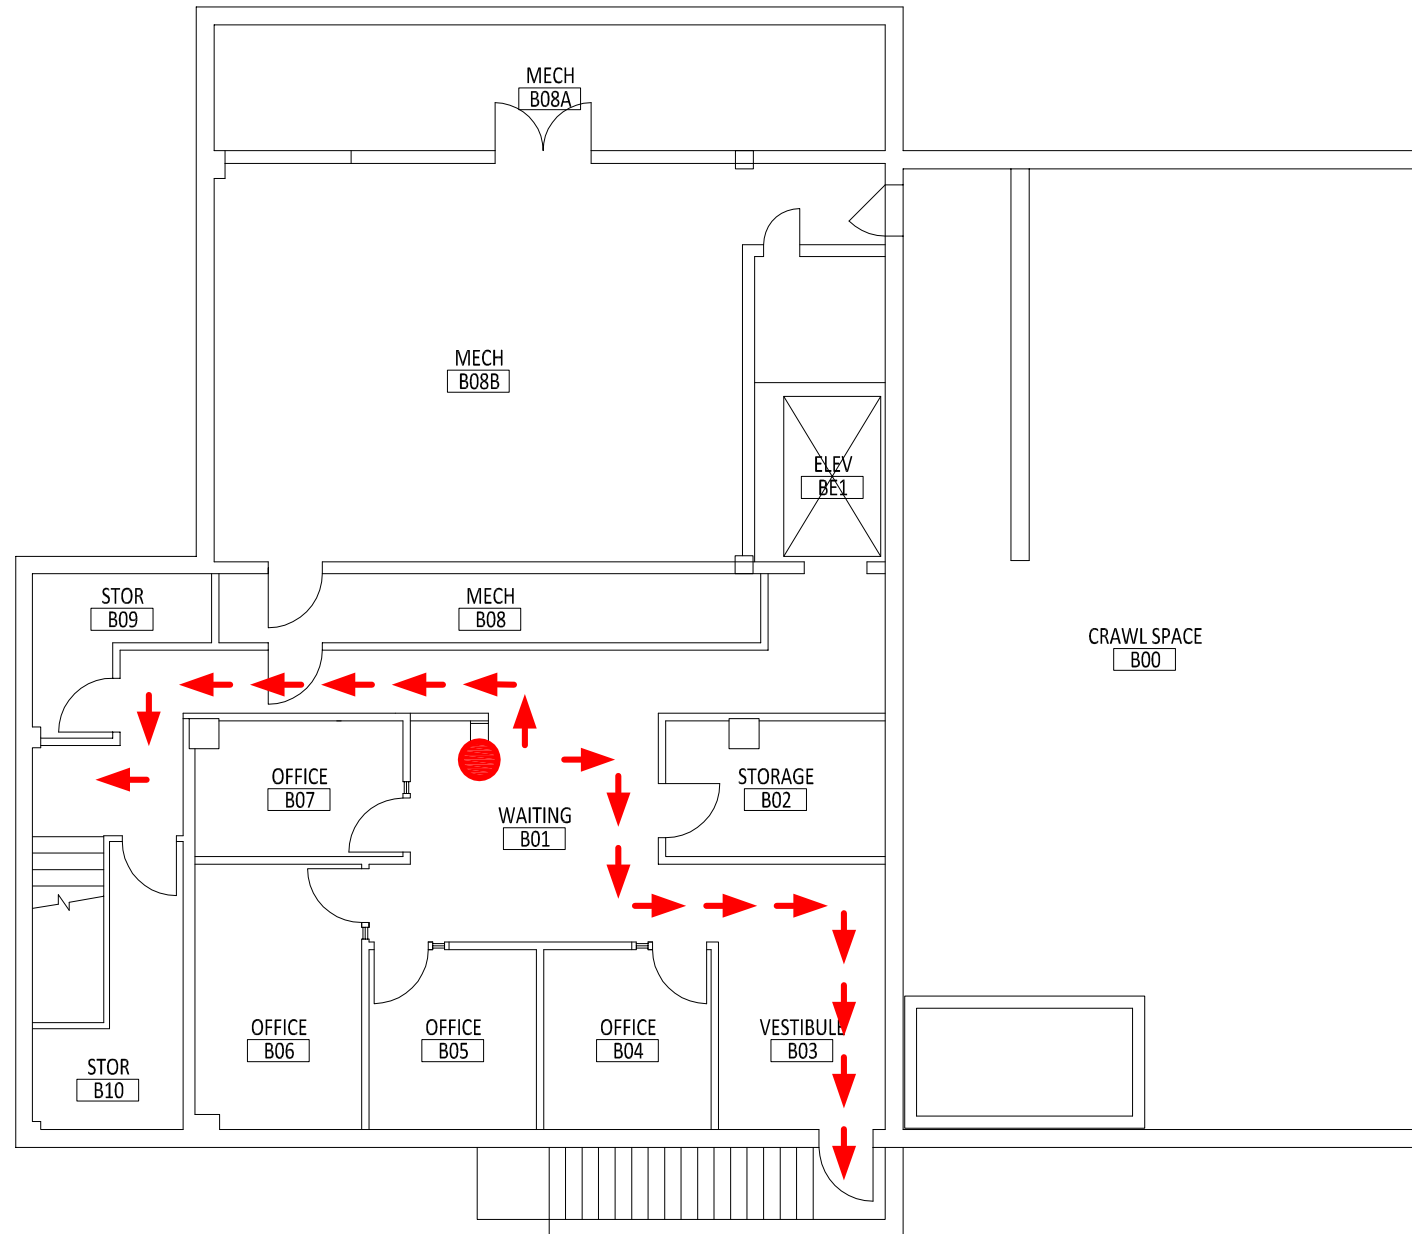 MECH
B08A
MECH
B08B
ELEV
BE1
STOR
B09
MECH
B08
CRAWL SPACE
B00
OFFICE
B07
STORAGE
B02
WAITING
B01
OFFICE
B06
OFFICE
B05
OFFICE
B04
VESTIBULE
B03
STOR
B10